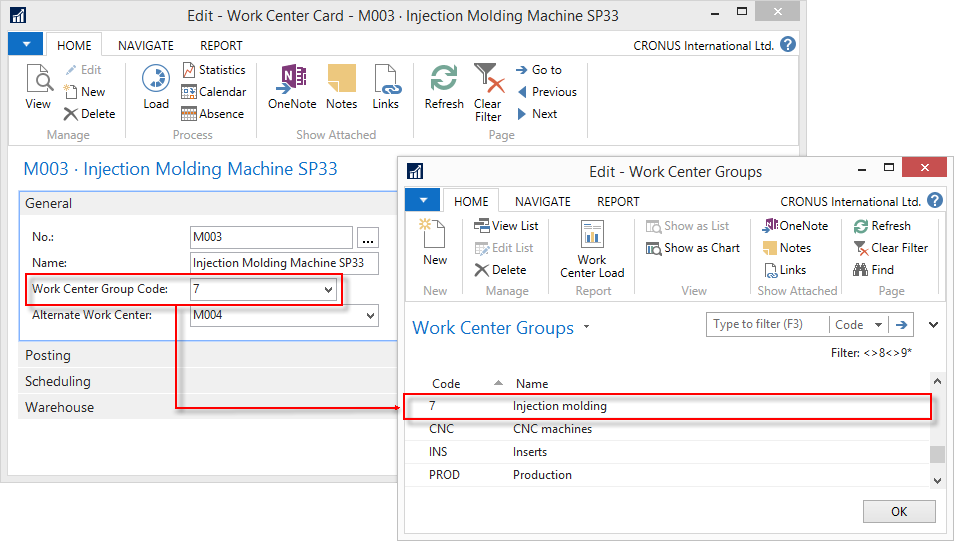 Edit - Work Center Card - M003 · Injection Molding Machine SP33
HOME NAVIGATE REPORT CRONUS International Ltd. ?
View
Edit
New
Delete
Manage
Load
Statistics
Calendar
Absence
Process
OneNote
Notes
Links
Show Attached
Refresh
Clear
Filter
Go to
Previous
Next
Page
M003 · Injection Molding Machine SP33
General
No.: M003 ...
Name: Injection Molding Machine SP33
Work Center Group Code: 7
Alternate Work Center: M004
Posting
Scheduling
Warehouse
Edit - Work Center Groups
HOME NAVIGATE REPORT CRONUS International Ltd. ?
New
New
View List
Edit List
Delete
Manage
Work
Center Load
Report
Show as List
Show as Chart
View
OneNote
Notes
Links
Show Attached
Refresh
Clear Filter
Find
Page
Work Center Groups
Type to filter (F3) Code
Filter: <>8<>9*
Code Name
7 Injection molding
CNC CNC machines
INS Inserts
PROD Production
OK